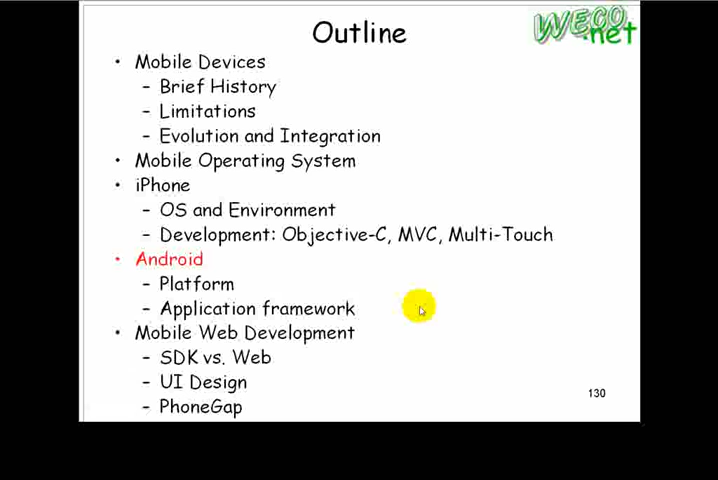 Outline
WECO
.net
• Mobile Devices
– Brief History
– Limitations
– Evolution and Integration
• Mobile Operating System
• iPhone
– OS and Environment
– Development: Objective-C, MVC, Multi-Touch
• Android
– Platform
– Application framework
• Mobile Web Development
– SDK vs. Web
– UI Design
– PhoneGap
130